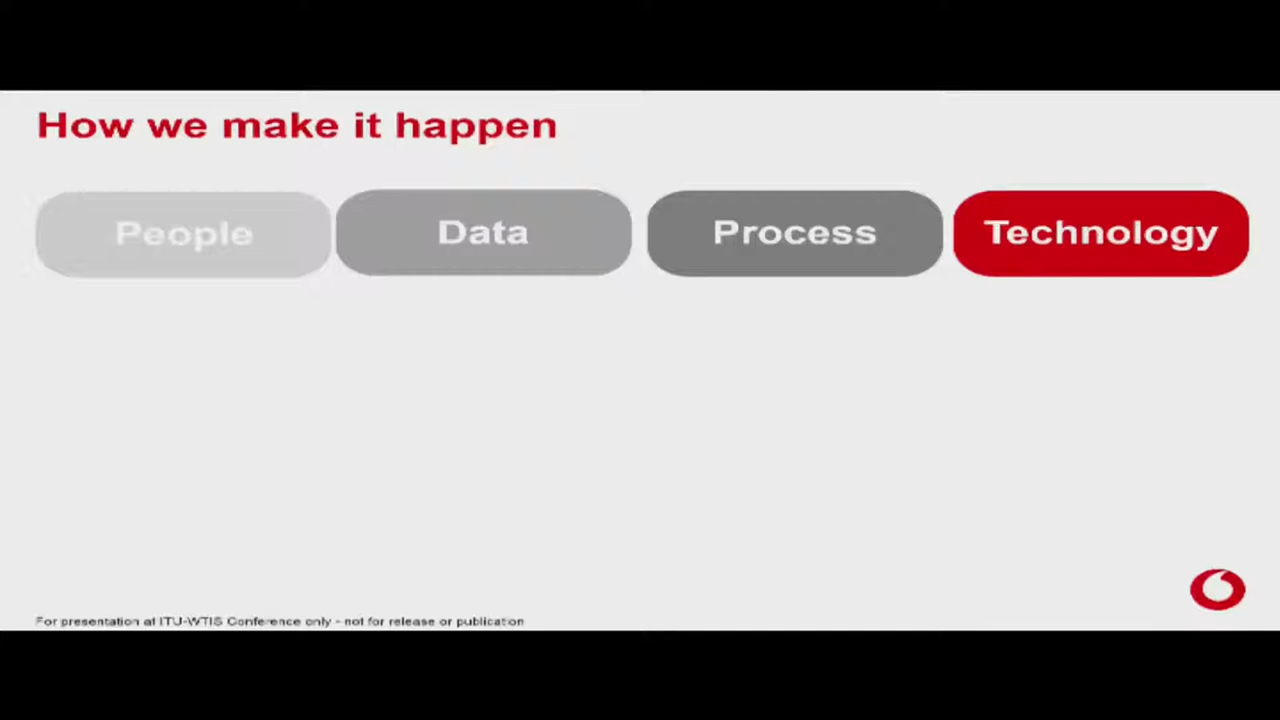 How we make it happen
People
Data
Process
Technology
For presentation at ITU-WTIS Conference only - not for release or publication